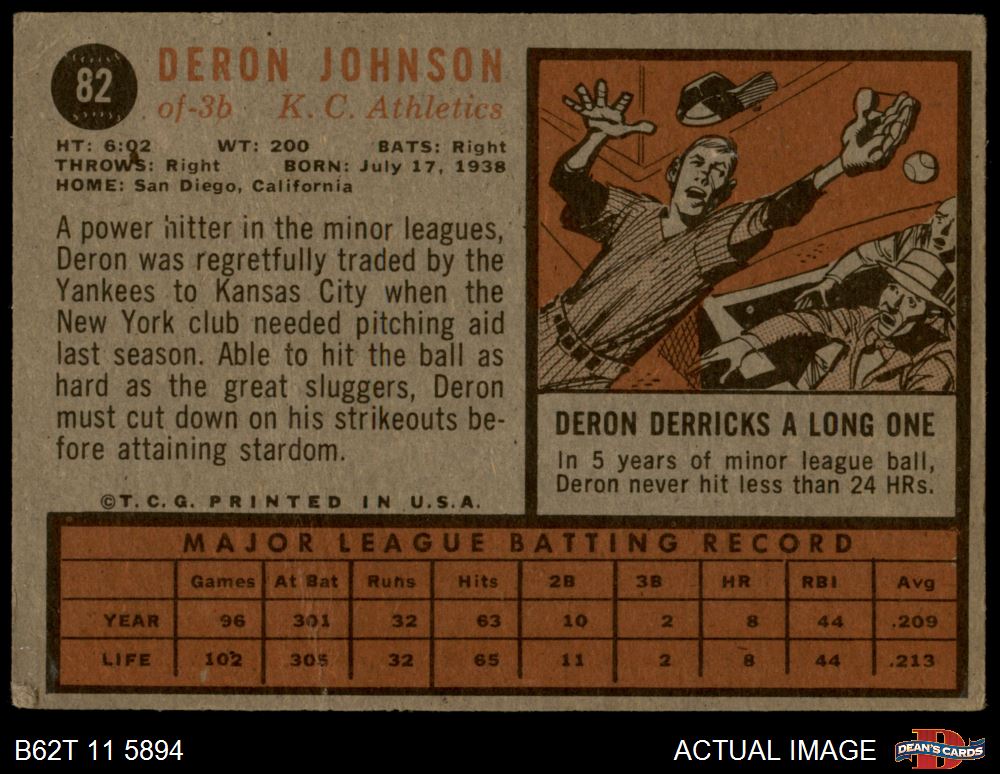 82
DERON JOHNSON
of-3b K. C. Athletics
HT: 6:02 WT: 200 BATS: Right
THROWS: Right BORN: July 17, 1938
HOME: San Diego, California
A power hitter in the minor leagues,
Deron was regretfully traded by the
Yankees to Kansas City when the
New York club needed pitching aid
last season. Able to hit the ball as
hard as the great sluggers, Deron
must cut down on his strikeouts be-
fore attaining stardom.
©T.C.G. PRINTED IN U.S.A.
DERON DERRICKS A LONG ONE
In 5 years of minor league ball,
Deron never hit less than 24 HRs.
MAJOR LEAGUE BATTING RECORD
Games At Bat Runs Hits 2B 3B HR RBI Avg
YEAR 96 301 32 63 10 2 8 44 .209
LIFE 102 305 32 65 11 2 8 44 .213
B62T 11 5894
ACTUAL IMAGE
DEAN'S CARDS